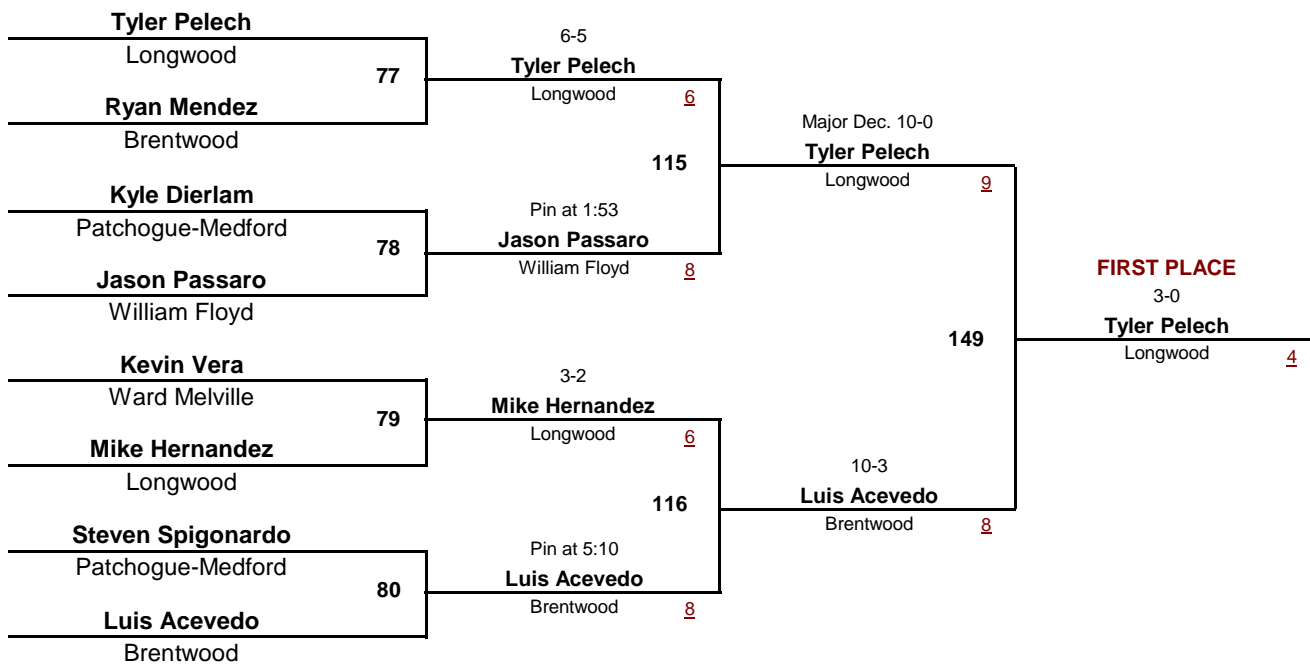 Tyler Pelech
Longwood
77
Ryan Mendez
Brentwood
Kyle Dierlam
Patchogue-Medford
78
Jason Passaro
William Floyd
Kevin Vera
Ward Melville
79
Mike Hernandez
Longwood
Steven Spigonardo
Patchogue-Medford
80
Luis Acevedo
Brentwood
6-5
Tyler Pelech
Longwood 6
115
Pin at 1:53
Jason Passaro
William Floyd 8
3-2
Mike Hernandez
Longwood 6
116
Pin at 5:10
Luis Acevedo
Brentwood 8
Major Dec. 10-0
Tyler Pelech
Longwood 9
149
10-3
Luis Acevedo
Brentwood 8
FIRST PLACE
3-0
Tyler Pelech
Longwood 4